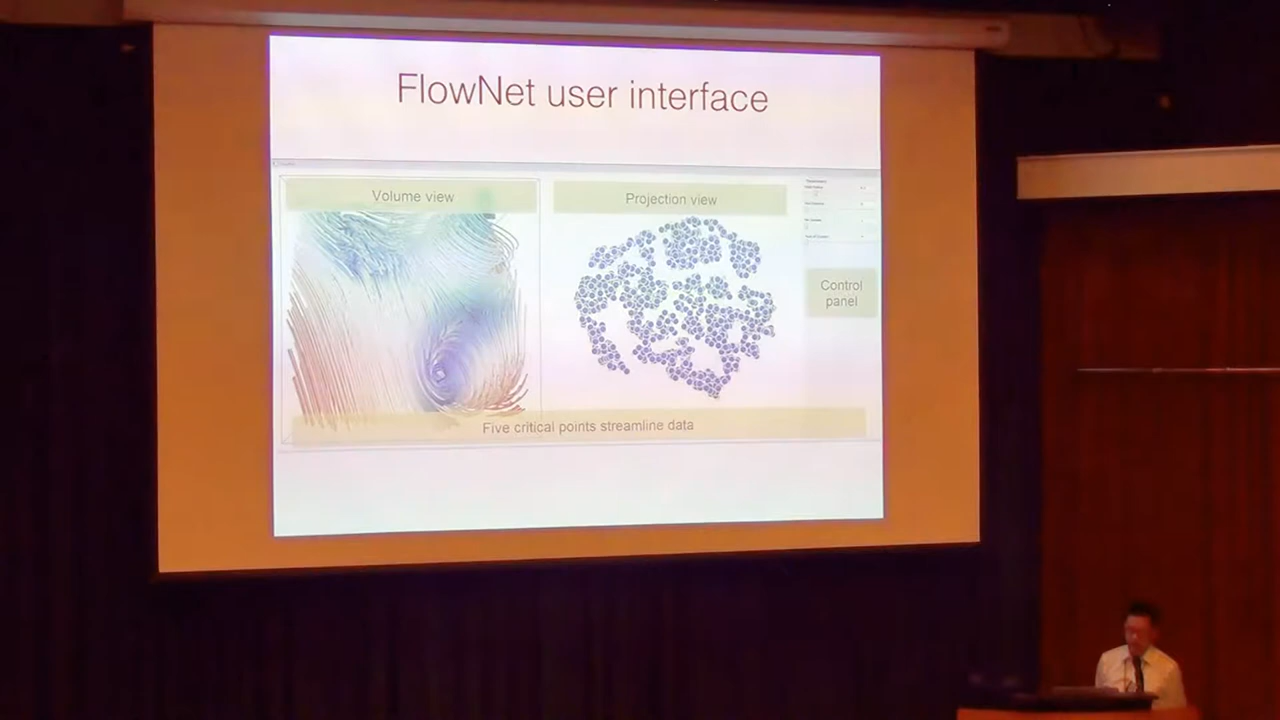 FlowNet user interface
Volume view
Projection view
Control
panel
Five critical points streamline data